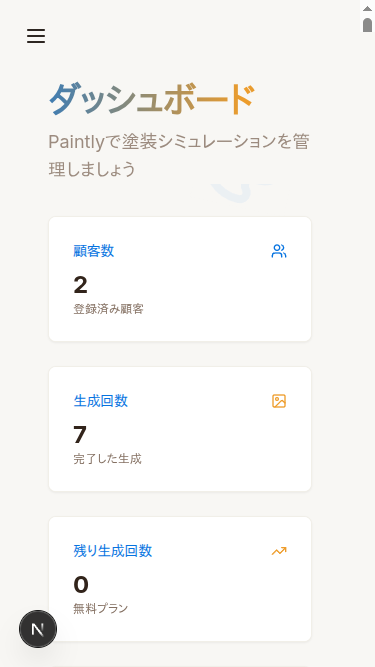 ダッシュボード
Paintlyで塗装シミュレーションを管
理しましょう
顧客数
2
登録済み顧客
生成回数
7
完了した生成
残り生成回数
0
無料プラン
N